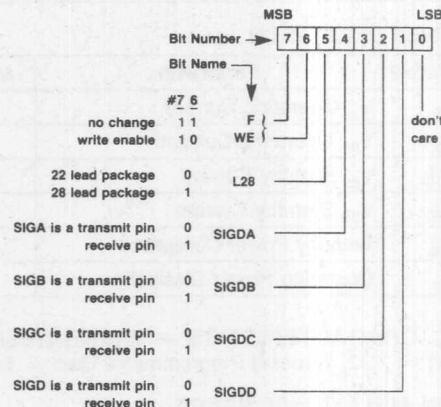 MSB LSB
Bit Number 7 6 5 4 3 2 1 0
Bit Name
#7 6
no change 1 1 F
write enable 1 0 WE
don't
care
22 lead package 0
28 lead package 1
L28
SIGA is a transmit pin 0
receive pin 1
SIGDA
SIGB is a transmit pin 0
receive pin 1
SIGDB
SIGC is a transmit pin 0
receive pin 1
SIGDC
SIGD is a transmit pin 0
receive pin 1
SIGDD